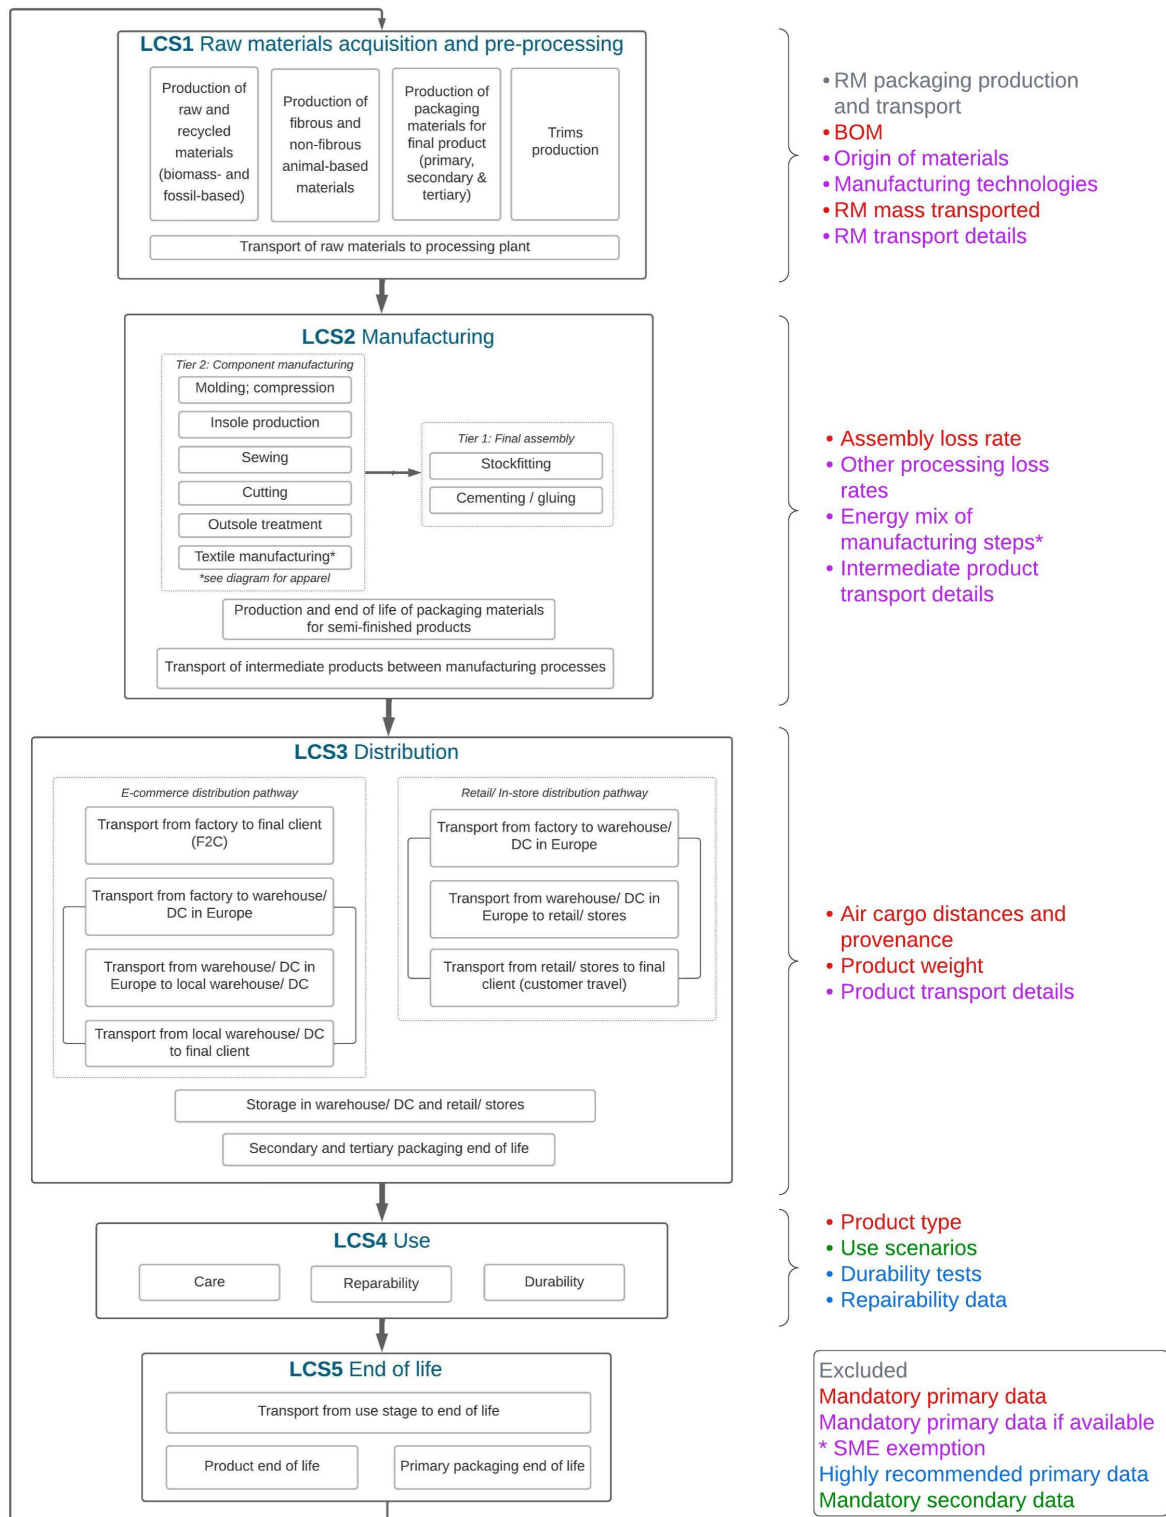 LCS1 Raw materials acquisition and pre-processing
Production of
raw and
recycled
materials
(biomass- and
fossil-based)
Production of
fibrous and
non-fibrous
animal-based
materials
Production of
packaging
materials for
final product
(primary,
secondary &
tertiary)
Trims
production
Transport of raw materials to processing plant
• RM packaging production
and transport
• BOM
• Origin of materials
• Manufacturing technologies
• RM mass transported
• RM transport details
LCS2 Manufacturing
Tier 2: Component manufacturing
Molding; compression
Insole production
Sewing
Cutting
Outsole treatment
Textile manufacturing*
*see diagram for apparel
Tier 1: Final assembly
Stockfitting
Cementing / gluing
Production and end of life of packaging materials
for semi-finished products
Transport of intermediate products between manufacturing processes
• Assembly loss rate
• Other processing loss
rates
• Energy mix of
manufacturing steps*
• Intermediate product
transport details
LCS3 Distribution
E-commerce distribution pathway
Transport from factory to final client
(F2C)
Transport from factory to warehouse/
DC in Europe
Transport from warehouse/ DC in
Europe to local warehouse/ DC
Transport from local warehouse/ DC
to final client
Retail/ In-store distribution pathway
Transport from factory to warehouse/
DC in Europe
Transport from warehouse/ DC in
Europe to retail/ stores
Transport from retail/ stores to final
client (customer travel)
Storage in warehouse/ DC and retail/ stores
Secondary and tertiary packaging end of life
• Air cargo distances and
provenance
• Product weight
• Product transport details
LCS4 Use
Care
Reparability
Durability
• Product type
• Use scenarios
• Durability tests
• Repairability data
LCS5 End of life
Transport from use stage to end of life
Product end of life
Primary packaging end of life
Excluded
Mandatory primary data
Mandatory primary data if available
* SME exemption
Highly recommended primary data
Mandatory secondary data